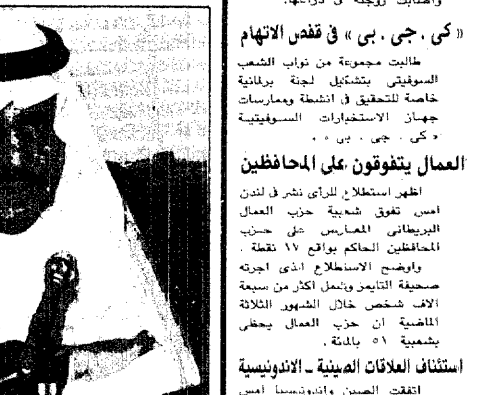 واصابت زوجته فى ذراعها.
« كى . جى . بى » فى قفص الاتهام
طالبت مجموعة من نواب الشعب
السوفيتى بتشكيل لجنة برلمانية
خاصة للتحقيق فى انشطة وممارسات
جهاز الاستخبارات السوفيتية
« كى . جى . بى » .
العمال يتفوقون على المحافظين
اظهر استطلاع للرأى نشر فى لندن
امس تفوق شعبية حزب العمال
البريطانى المعارض على حزب
المحافظين الحاكم بواقع ١٧ نقطة .
واوضح الاستطلاع الذى اجرته
صحيفة التايمز وشمل اكثر من سبعة
الاف شخص خلال الشهور الثلاثة
الماضية ان حزب العمال يحظى
بشعبية ٥١ بالمئة .
استئناف العلاقات الصينية ـ الاندونيسية
اتفقت الصين واندونيسيا امس